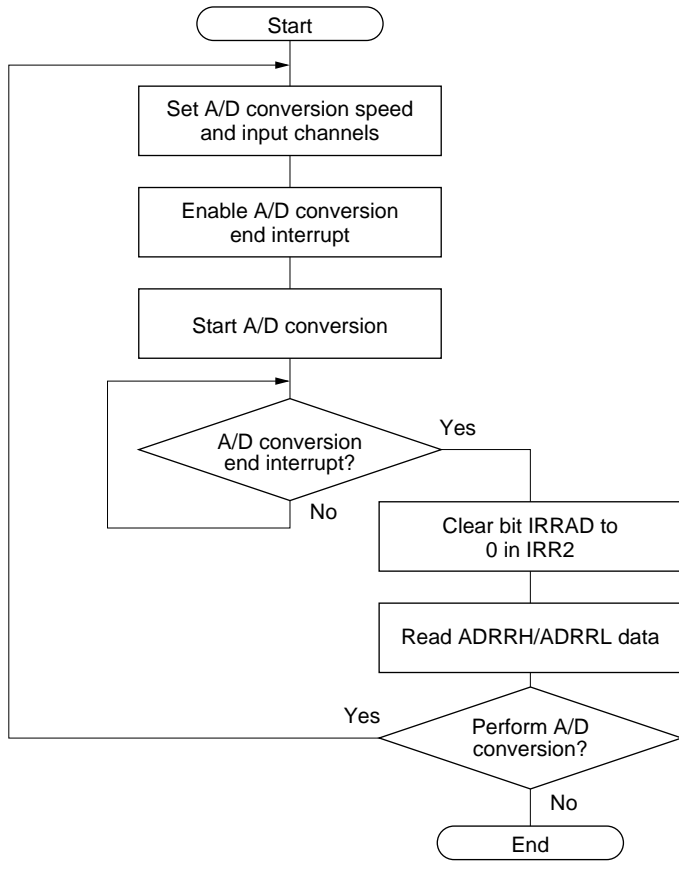 Start
Set A/D conversion speed
and input channels
Enable A/D conversion
end interrupt
Start A/D conversion
A/D conversion
end interrupt?
Yes
No
Clear bit IRRAD to
0 in IRR2
Read ADRRH/ADRRL data
Yes
Perform A/D
conversion?
No
End